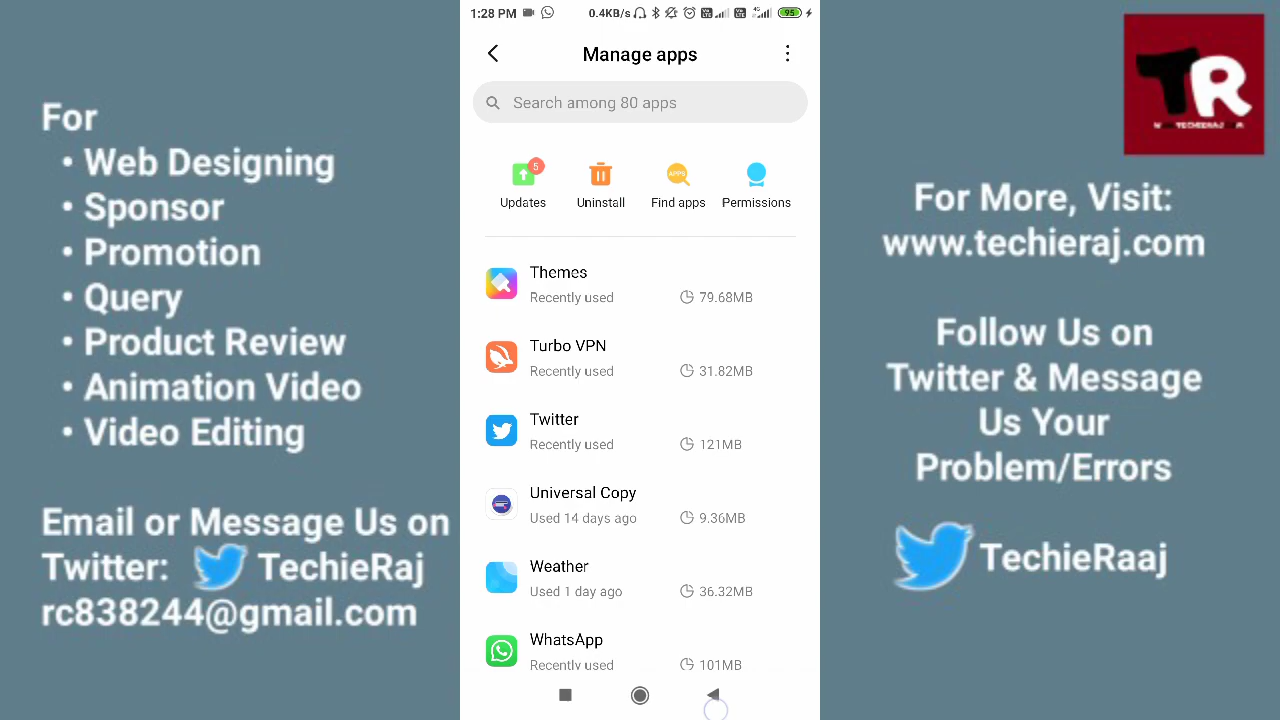 For
• Web Designing
• Sponsor
• Promotion
• Query
• Product Review
• Animation Video
• Video Editing
Email or Message Us on
Twitter: TechieRaj
rc838244@gmail.com
1:28 PM 0.4KB/s 4G 95
Manage apps
Search among 80 apps
5
APPS
Updates Uninstall Find apps Permissions
Themes
Recently used 79.68MB
Turbo VPN
Recently used 31.82MB
Twitter
Recently used 121MB
Universal Copy
Used 14 days ago 9.36MB
Weather
Used 1 day ago 36.32MB
WhatsApp
Recently used 101MB
TR
For More, Visit:
www.techieraj.com
Follow Us on
Twitter & Message
Us Your
Problem/Errors
TechieRaaj